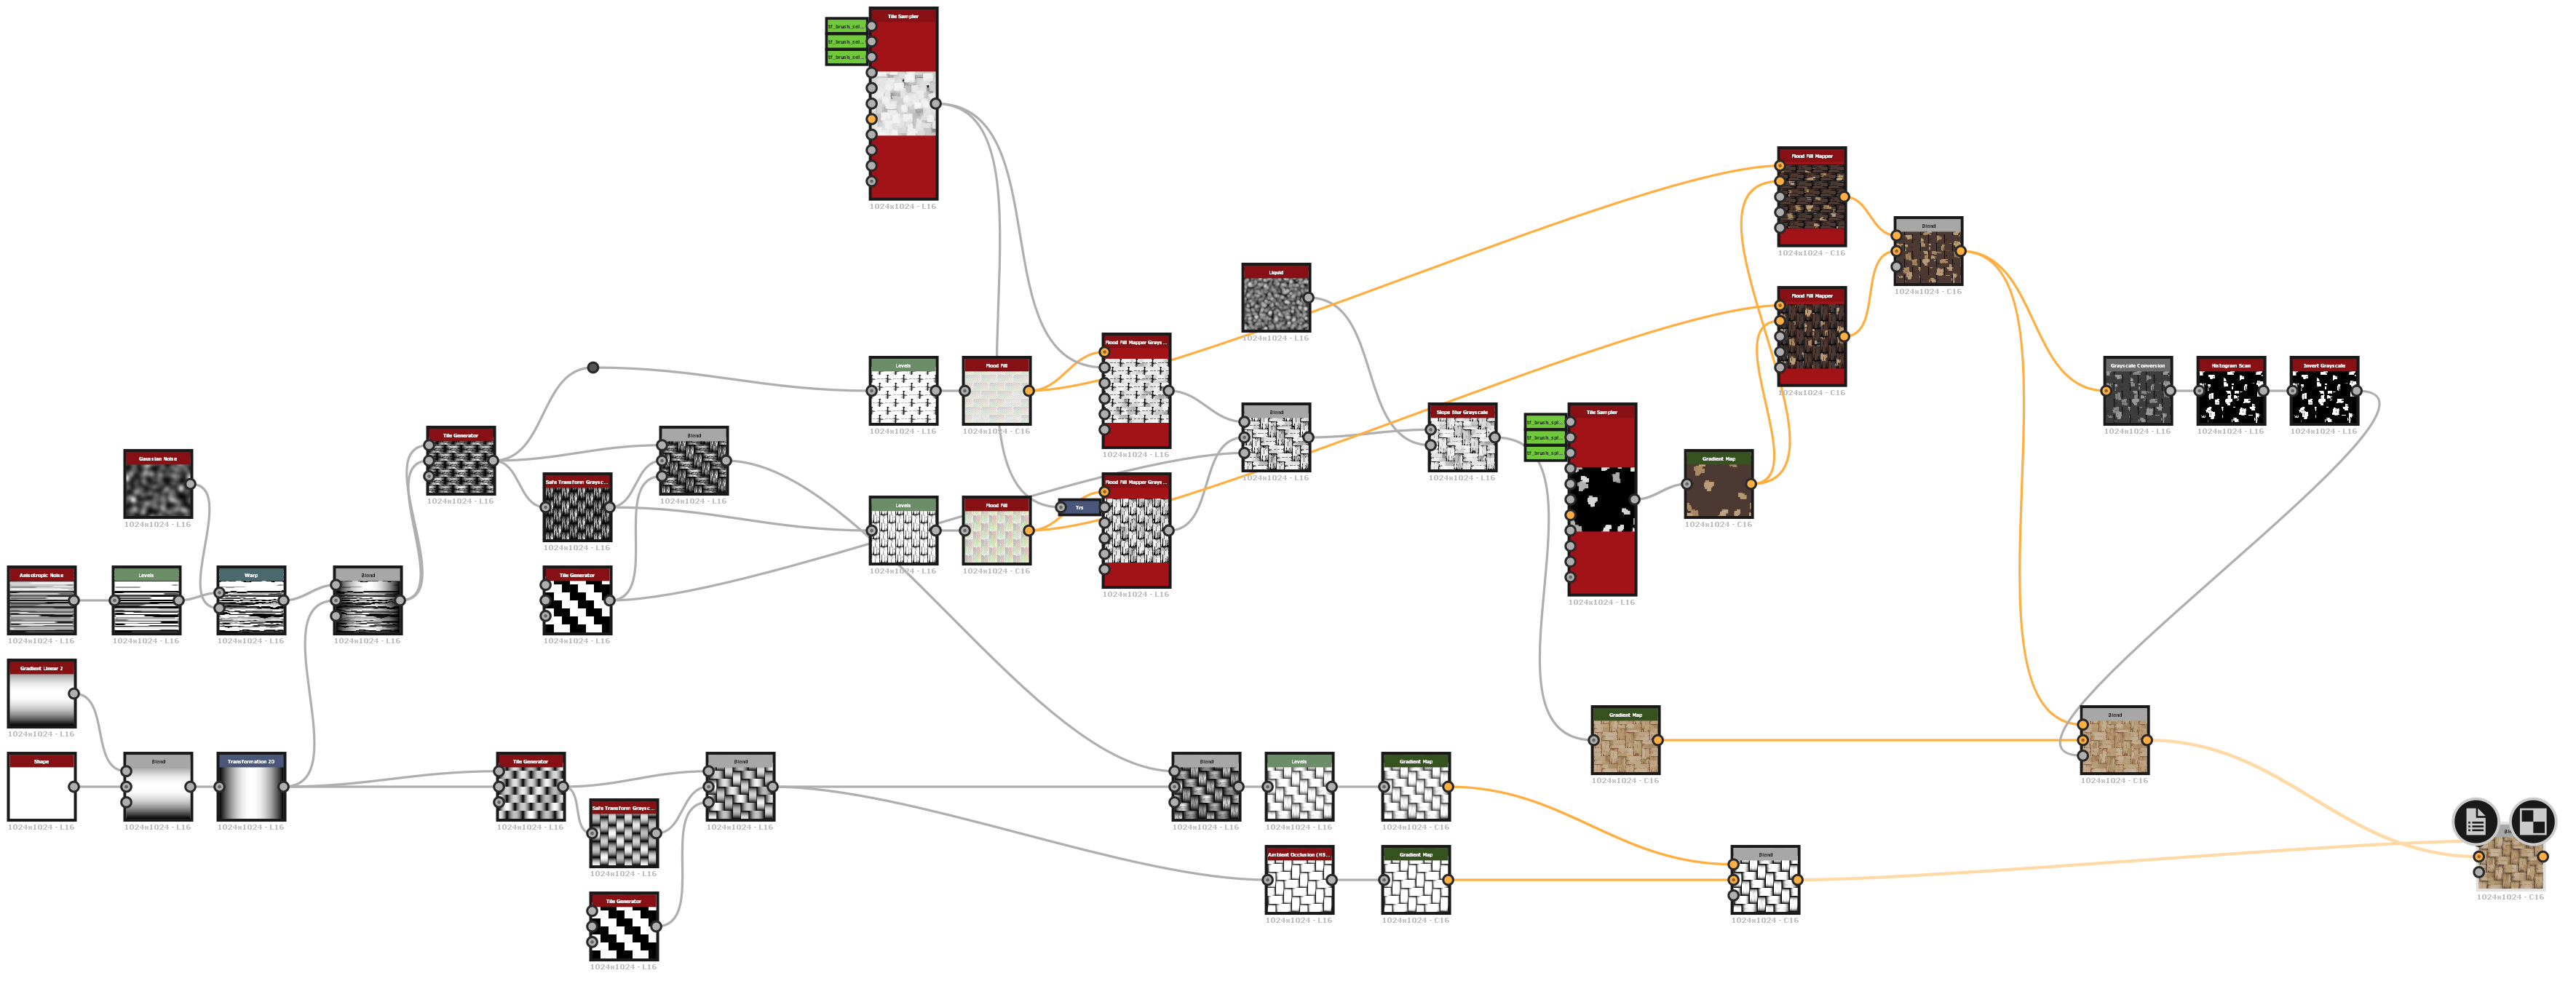 Tile Sampler
tf_brush_col...
tf_brush_col...
tf_brush_col...
1024x1024 - L16
Flood Fill Mapper
1024x1024 - C16
Blend
1024x1024 - C16
Liquid
1024x1024 - L16
Flood Fill Mapper
1024x1024 - C16
Flood Fill Mapper Grays...
1024x1024 - L16
Levels
1024x1024 - L16
Flood Fill
1024x1024 - C16
Grayscale Conversion
1024x1024 - L16
Histogram Scan
1024x1024 - L16
Invert Grayscale
1024x1024 - L16
Blend
1024x1024 - L16
Slope Blur Grayscale
1024x1024 - L16
Tile Sampler
1024x1024 - L16
Tile Generator
1024x1024 - L16
Blend
1024x1024 - L16
Gaussian Noise
1024x1024 - L16
Gradient Map
1024x1024 - C16
Safe Transform Graysc...
1024x1024 - L16
Flood Fill Mapper Grays...
1024x1024 - L16
Levels
1024x1024 - L16
Flood Fill
1024x1024 - C16
Trs
Anisotropic Noise
1024x1024 - L16
Levels
1024x1024 - L16
Warp
1024x1024 - L16
Blend
1024x1024 - L16
Tile Generator
1024x1024 - L16
Gradient Linear 2
1024x1024 - L16
Gradient Map
1024x1024 - C16
Blend
1024x1024 - C16
Shape
1024x1024 - L16
Blend
1024x1024 - L16
Transformation 2D
1024x1024 - L16
Tile Generator
1024x1024 - L16
Blend
1024x1024 - L16
Blend
1024x1024 - L16
Levels
1024x1024 - L16
Gradient Map
1024x1024 - C16
Safe Transform Graysc...
1024x1024 - L16
Ambient Occlusion (HB...
1024x1024 - L16
Gradient Map
1024x1024 - C16
Blend
1024x1024 - C16
1024x1024 - C16
Tile Generator
1024x1024 - L16